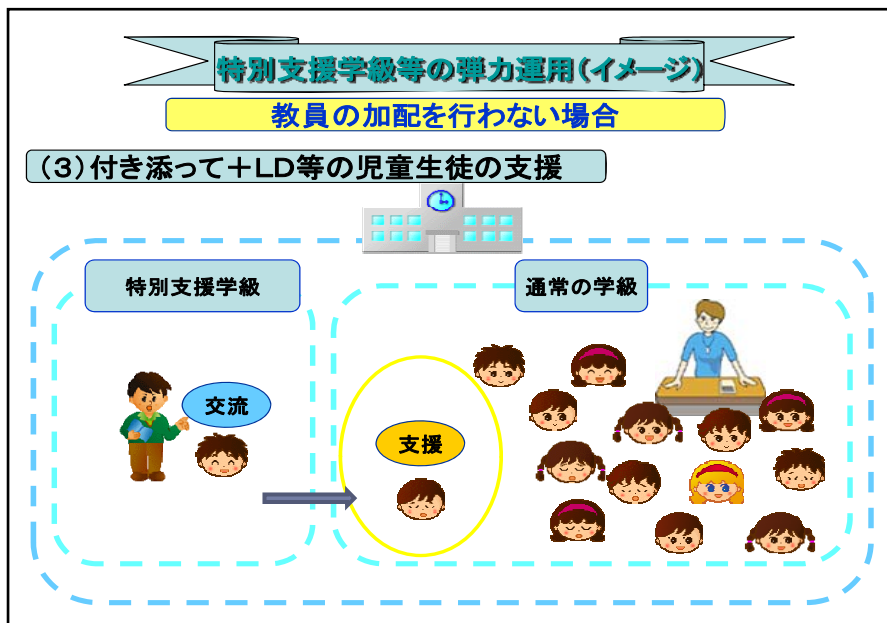 特別支援学級等の弾力運用（イメージ）
教員の加配を行わない場合
（３）付き添って＋ＬＤ等の児童生徒の支援
特別支援学級
通常の学級
交流
支援